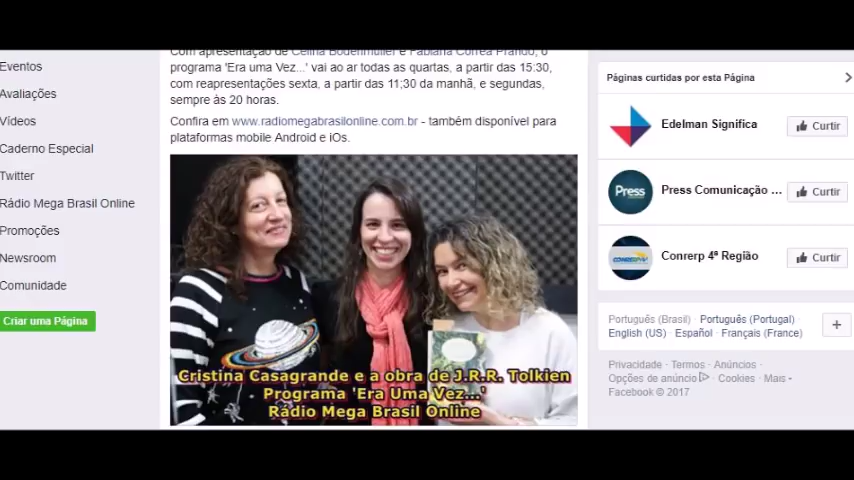 Com apresentação de Celina Bodenmüller e Fabiana Corrêa Prando, o
programa 'Era uma Vez...' vai ao ar todas as quartas, a partir das 15:30,
com reapresentações sexta, a partir das 11;30 da manhã, e segundas,
sempre às 20 horas.
Confira em www.radiomegabrasilonline.com.br - também disponível para
plataformas mobile Android e iOs.
Cristina Casagrande e a obra de J.R.R. Tolkien
Programa 'Era Uma Vez...'
Rádio Mega Brasil Online
Eventos
Avaliações
Vídeos
Caderno Especial
Twitter
Rádio Mega Brasil Online
Promoções
Newsroom
Comunidade
Criar uma Página
Páginas curtidas por esta Página
Edelman Significa
Curtir
Press
Press Comunicação ...
Curtir
CONRERP
Conrerp 4ª Região
Curtir
Português (Brasil) · Português (Portugal)
English (US) · Español · Français (France)
Privacidade · Termos · Anúncios ·
Opções de anúncio · Cookies · Mais
Facebook © 2017